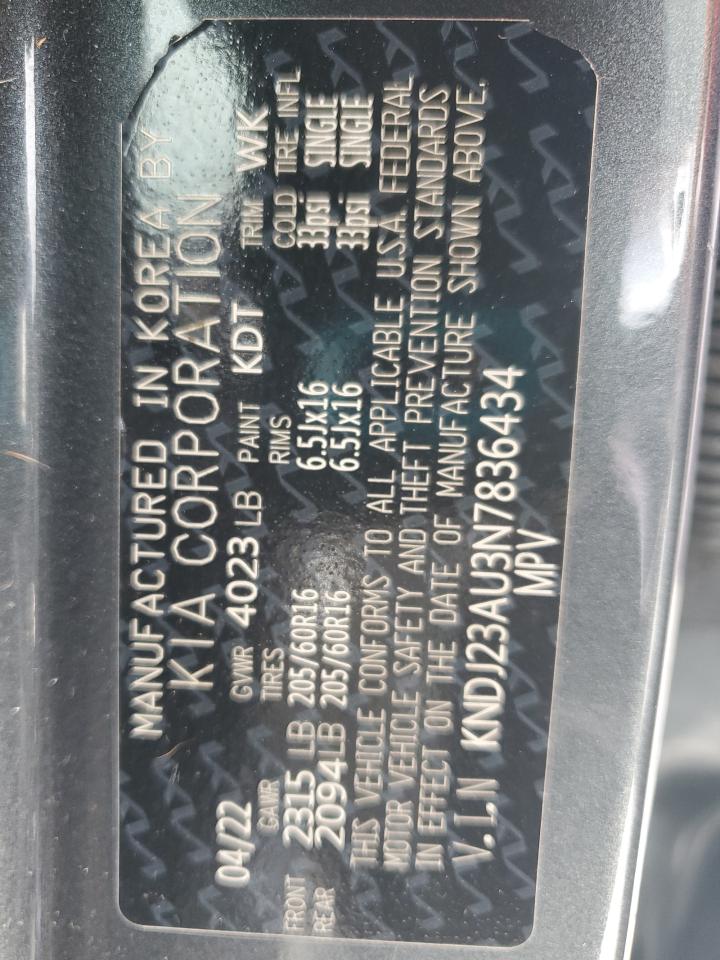 MANUFACTURED IN KOREA BY
KIA CORPORATION
04/22 GVWR 4023 LB PAINT KDT TRIM WK
GAWR TIRES RIMS COLD TIRE INFL
FRONT 2315 LB 205/60R16 6.5Jx16 33psi SINGLE
REAR 2094 LB 205/60R16 6.5Jx16 33psi SINGLE
THIS VEHICLE CONFORMS TO ALL APPLICABLE U.S.A. FEDERAL
MOTOR VEHICLE SAFETY AND THEFT PREVENTION STANDARDS
IN EFFECT ON THE DATE OF MANUFACTURE SHOWN ABOVE.
V.I.N KNDJ23AU3N7836434
MPV